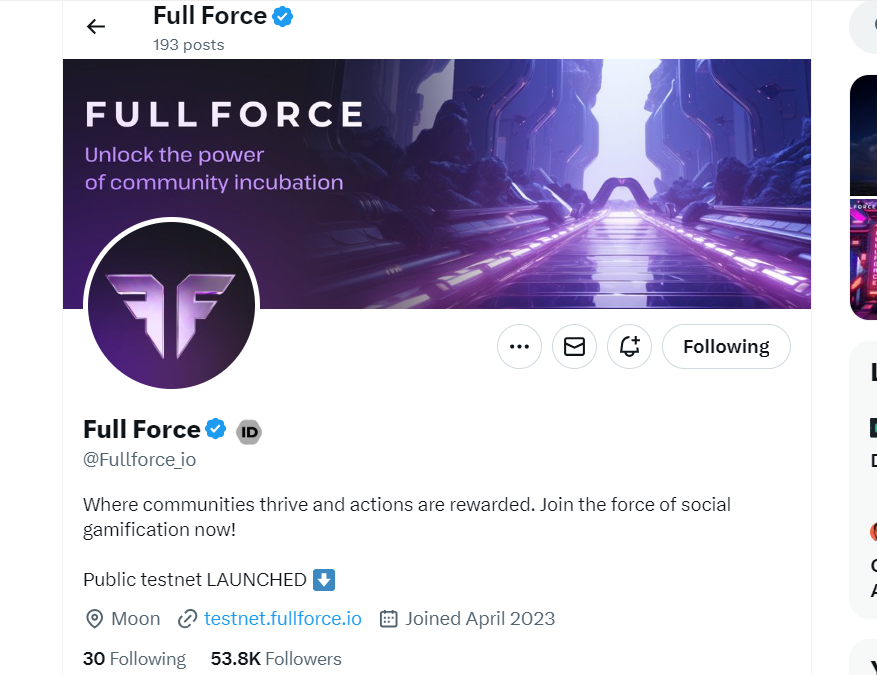 Full Force
193 posts
FULL FORCE
Unlock the power
of community incubation
FF
Following
Full Force ID
@Fullforce_io
Where communities thrive and actions are rewarded. Join the force of social
gamification now!
Public testnet LAUNCHED
Moon testnet.fullforce.io Joined April 2023
30 Following 53.8K Followers